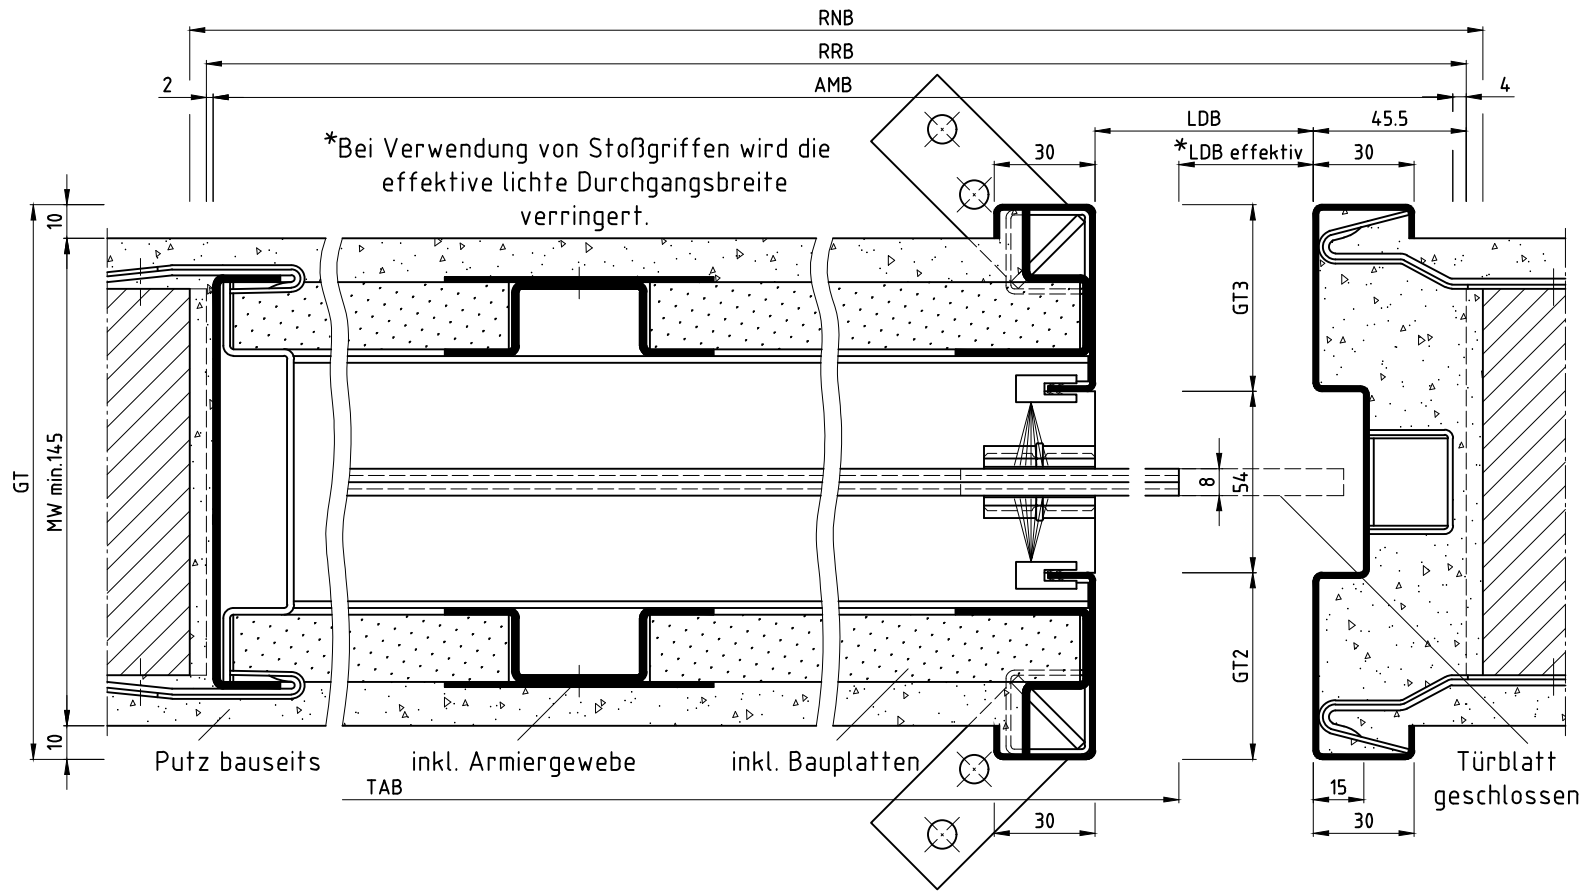 RNB
RRB
2
AMB
4
LDB
45.5
*Bei Verwendung von Stoßgriffen wird die
effektive lichte Durchgangsbreite
verringert.
30
*LDB effektiv
30
10
GT3
GT
MW min.145
8
54
GT2
10
Putz bauseits
inkl. Armiergewebe
inkl. Bauplatten
Türblatt
geschlossen
TAB
15
30
30